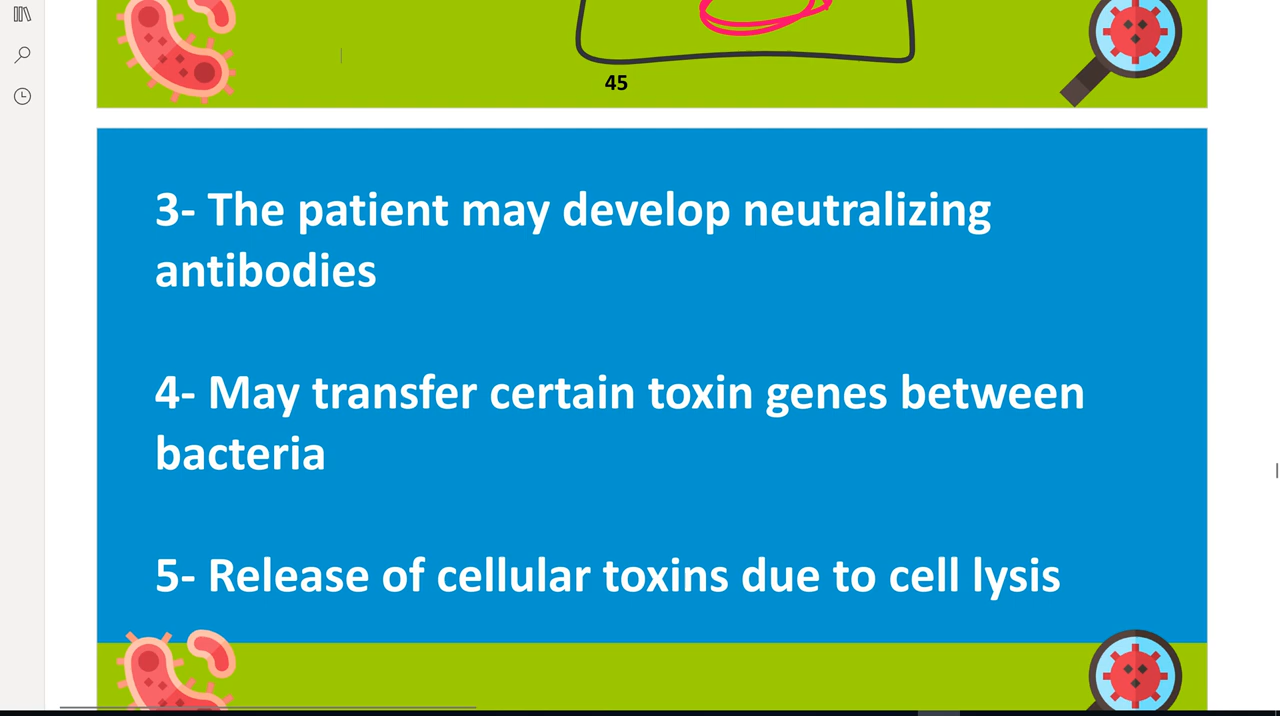 45
3- The patient may develop neutralizing
antibodies
4- May transfer certain toxin genes between
bacteria
5- Release of cellular toxins due to cell lysis